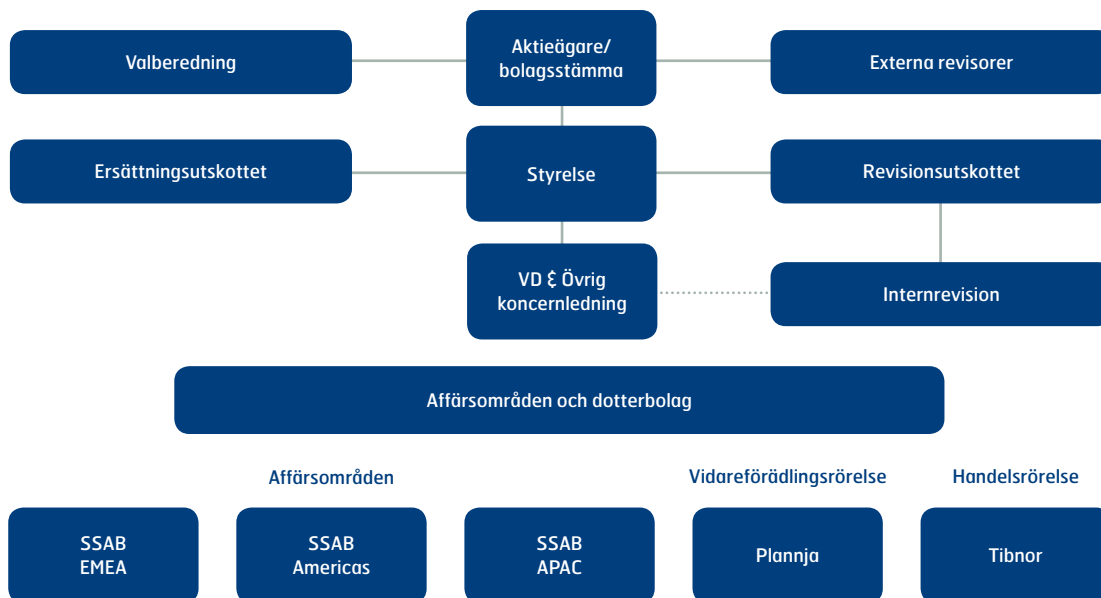 Valberedning
Aktieägare/
bolagsstämma
Externa revisorer
Ersättningsutskottet
Styrelse
Revisionsutskottet
VD & Övrig
koncernledning
Internrevision
Affärsområden och dotterbolag
Affärsområden
Vidareförädlingsrörelse
Handelsrörelse
SSAB
EMEA
SSAB
Americas
SSAB
APAC
Plannja
Tibnor